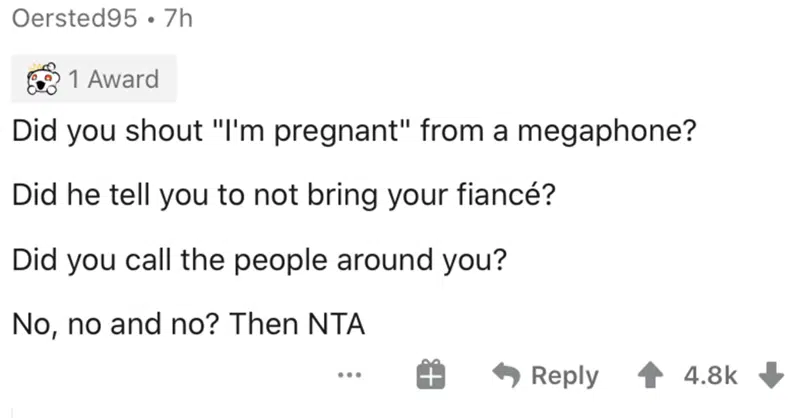 Oersted95 • 7h
1 Award
Did you shout "I'm pregnant" from a megaphone?
Did he tell you to not bring your fiancé?
Did you call the people around you?
No, no and no? Then NTA
... Reply 4.8k